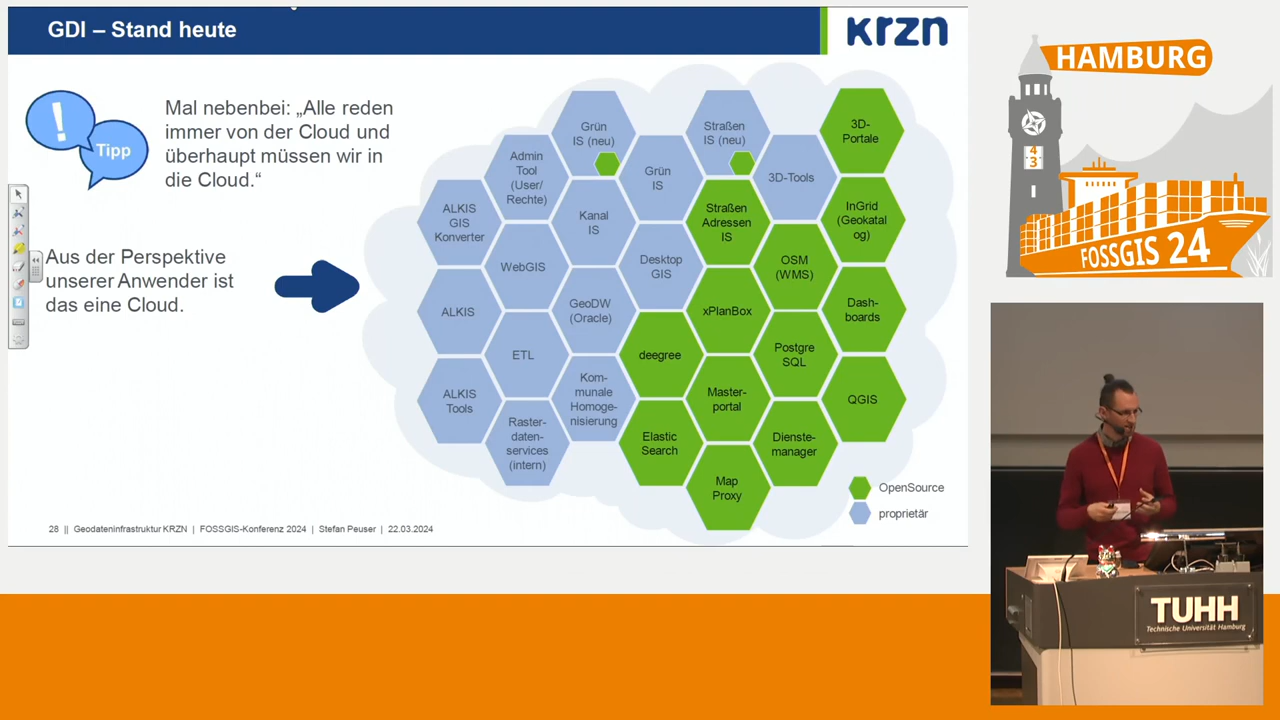 GDI – Stand heute
krzn
Mal nebenbei: „Alle reden
immer von der Cloud und
überhaupt müssen wir in
die Cloud.“
!
Tipp
Aus der Perspektive
unserer Anwender ist
das eine Cloud.
ALKIS
GIS
Konverter
ALKIS
ALKIS
Tools
Admin
Tool
(User/
Rechte)
WebGIS
ETL
Raster-
daten-
services
(intern)
Grün
IS (neu)
Kanal
IS
GeoDW
(Oracle)
Kom-
munale
Homoge-
nisierung
Grün
IS
Desktop
GIS
deegree
Elastic
Search
Straßen
IS (neu)
Straßen
Adressen
IS
xPlanBox
Master-
portal
Map
Proxy
3D-Tools
OSM
(WMS)
Postgre
SQL
Dienste-
manager
3D-
Portale
InGrid
(Geokatal
og)
Dash-
boards
QGIS
OpenSource
proprietär
28 || Geodateninfrastruktur KRZN | FOSSGIS-Konferenz 2024 | Stefan Peuser | 22.03.2024
HAMBURG
4
3
FOSSGIS 24
TUHH
Technische Universität Hamburg